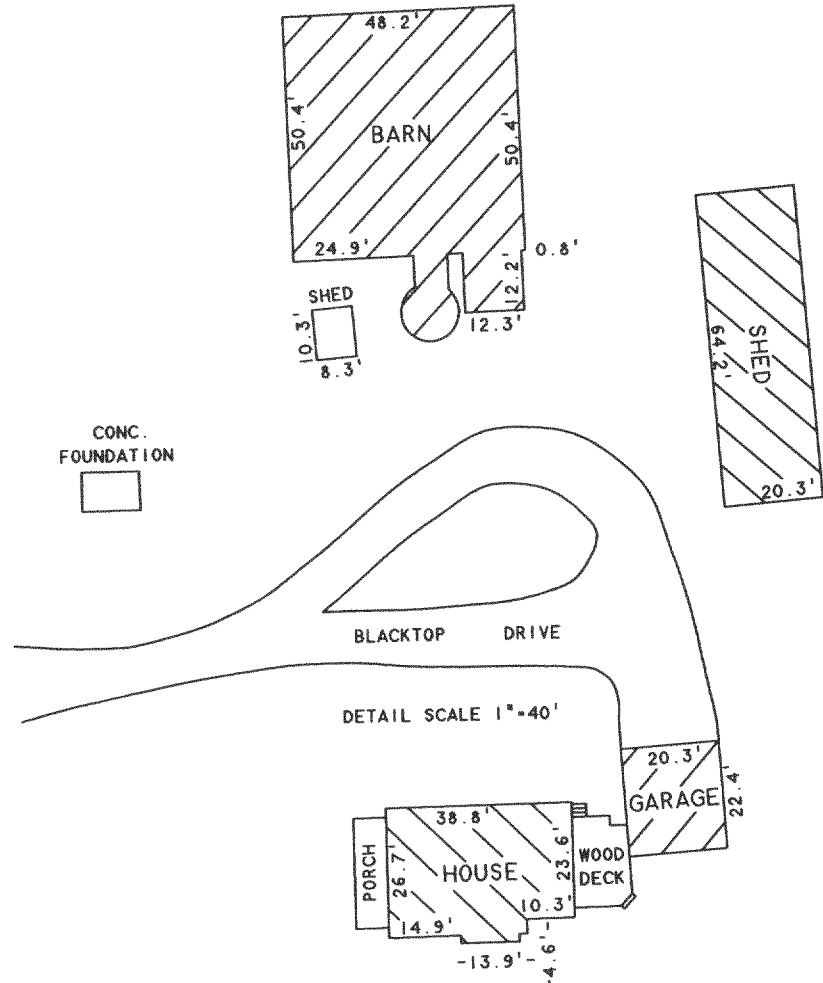 48.2'
50.4'
BARN
50.4'
24.9'
0.8'
12.2'
12.3'
SHED
10.3'
8.3'
SHED
64.2'
20.3'
CONC.
FOUNDATION
BLACKTOP DRIVE
DETAIL SCALE 1"=40'
20.3'
GARAGE
22.4'
38.8'
PORCH
26.7'
HOUSE
23.6'
WOOD
DECK
10.3'
14.9'
-13.9'-
-4.6'-